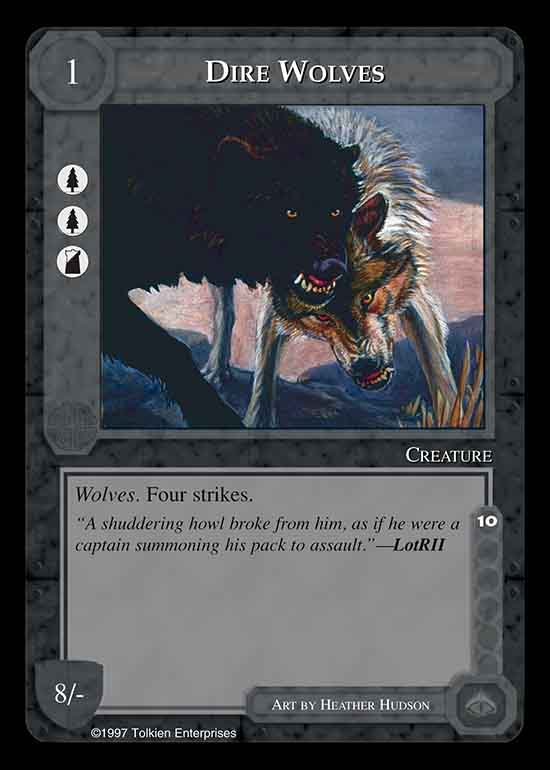 1
DIRE WOLVES
CREATURE
Wolves. Four strikes.
“A shuddering howl broke from him, as if he were a
captain summoning his pack to assault.”—LotRII
10
8/-
ART BY HEATHER HUDSON
©1997 Tolkien Enterprises